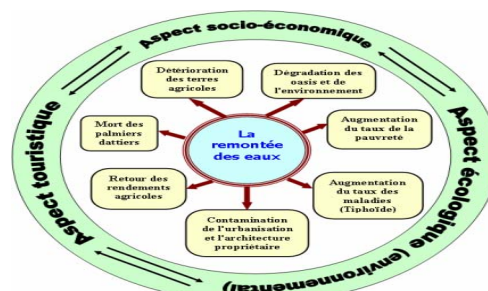 Aspect socio-économique
Détérioration
des terres
agricoles
Dégradation des
oasis et de
l'environnement
Mort des
palmiers
dattiers
La
remontée
des eaux
Augmentation
du taux de la
pauvreté
Retour des
rendements
agricoles
Augmentation
du taux des
maladies
(Tiphoïde)
Contamination
de l'urbanisation
et l'architecture
propriétaire
Aspect touristique
Aspect écologique (environnemental)